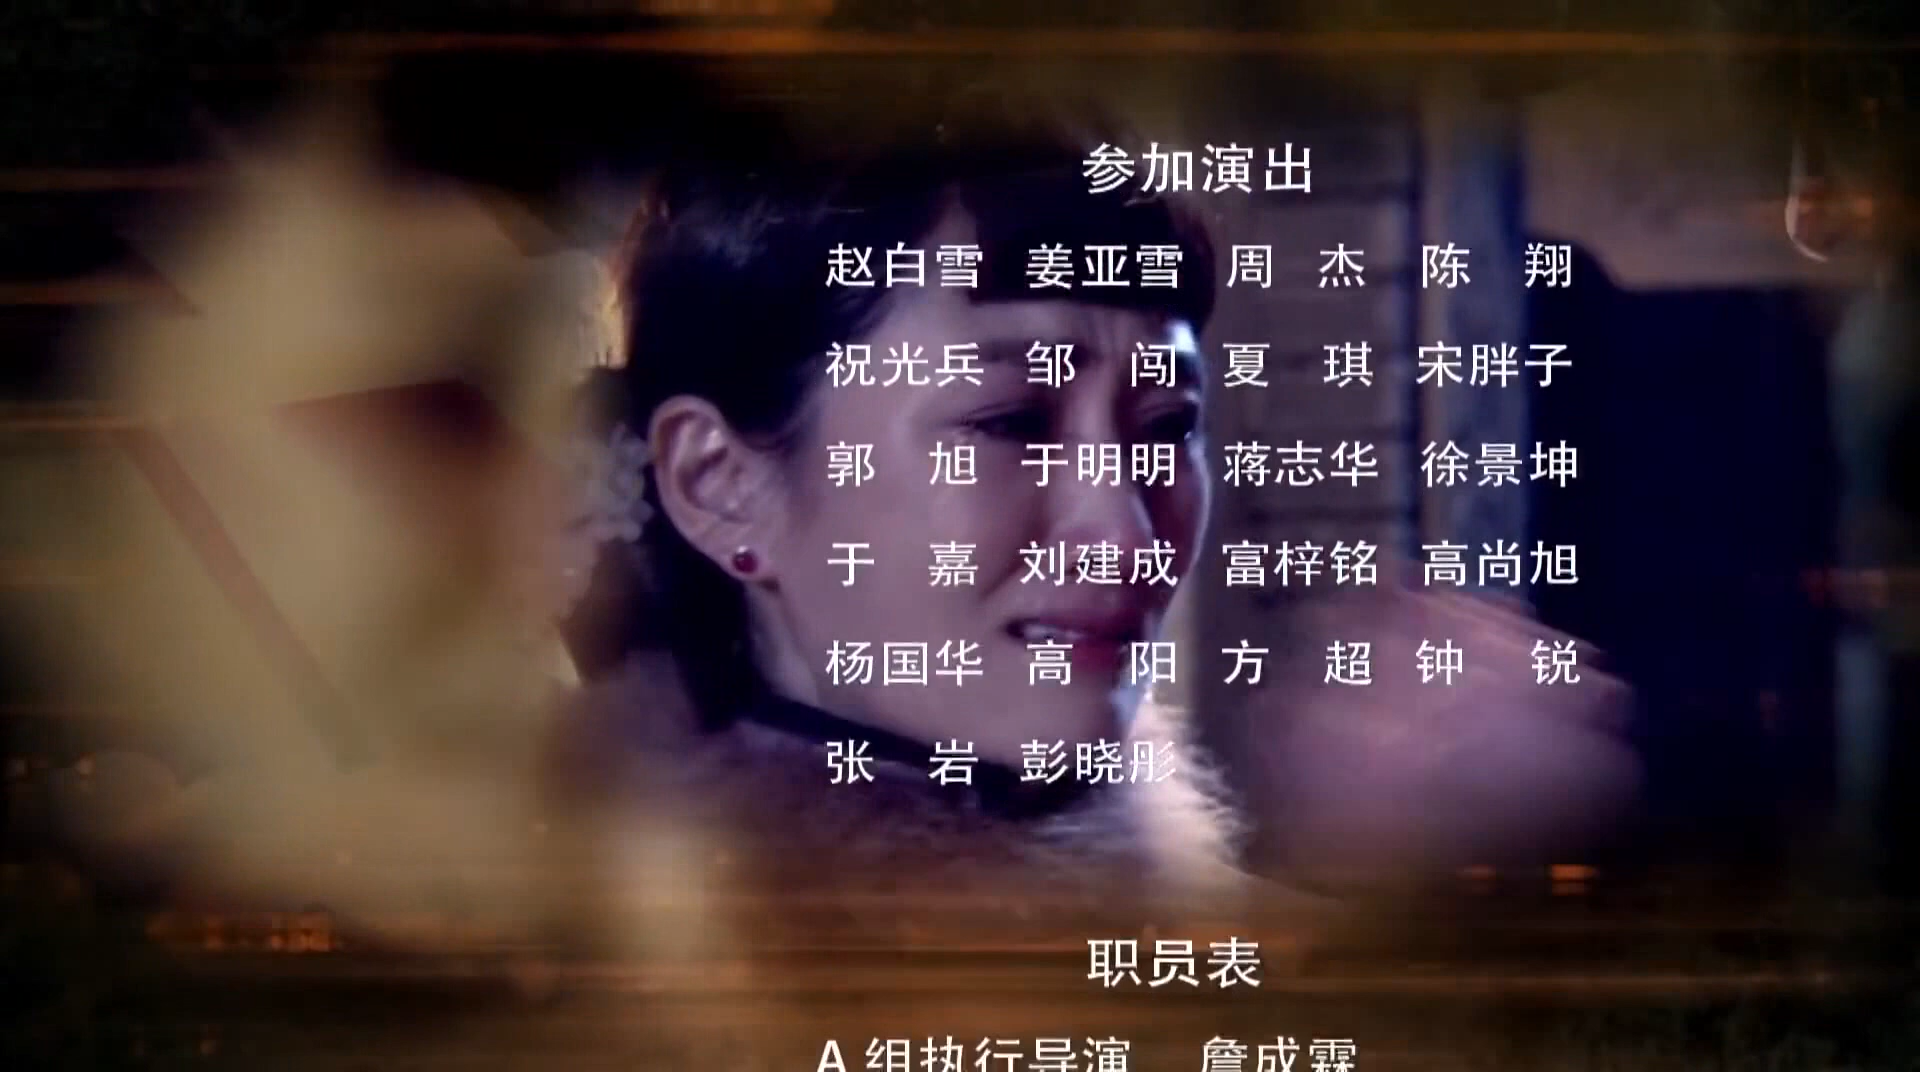 参加演出
赵白雪 姜亚雪 周 杰 陈 翔
祝光兵 邹 闯 夏 琪 宋胖子
郭 旭 于明明 蒋志华 徐景坤
于 嘉 刘建成 富梓铭 高尚旭
杨国华 高 阳 方 超 钟 锐
张 岩 彭晓彤
职员表
A 组执行导演 詹成霖